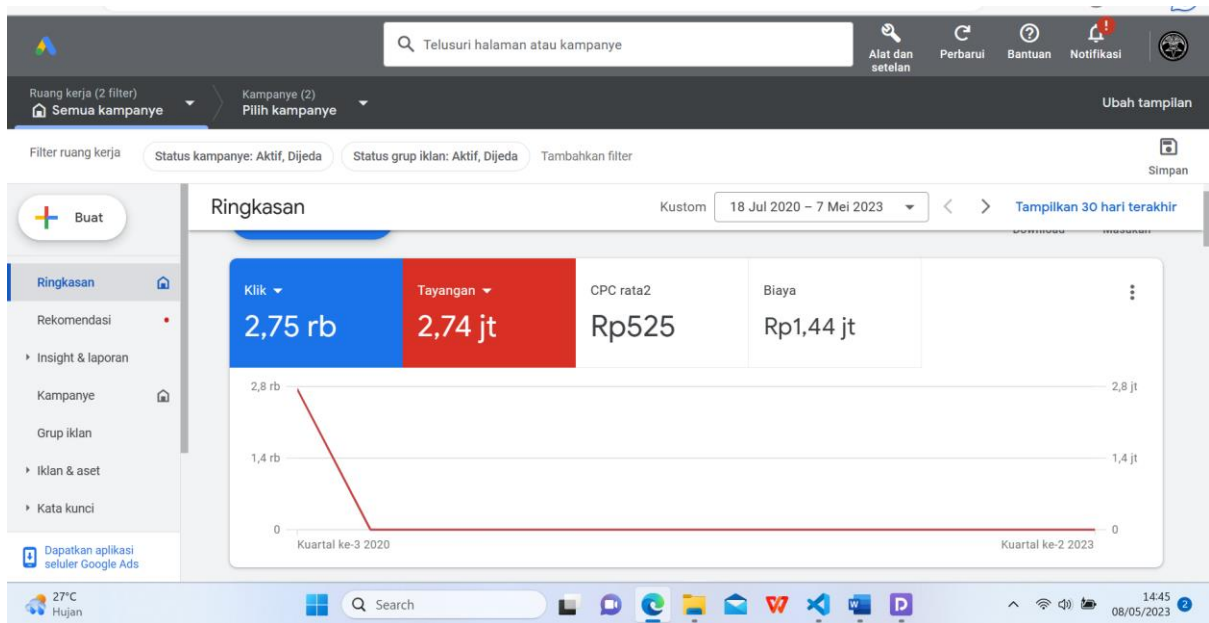 Telusuri halaman atau kampanye
Alat dan
setelan
Perbarui
Bantuan
Notifikasi
!
Ruang kerja (2 filter)
Semua kampanye
Kampanye (2)
Pilih kampanye
Ubah tampilan
Filter ruang kerja
Status kampanye: Aktif, Dijeda
Status grup iklan: Aktif, Dijeda
Tambahkan filter
Simpan
Buat
Ringkasan
Kustom
18 Jul 2020 – 7 Mei 2023
Tampilkan 30 hari terakhir
Download
Masukan
Ringkasan
Rekomendasi
Insight & laporan
Kampanye
Grup iklan
Iklan & aset
Kata kunci
Dapatkan aplikasi
seluler Google Ads
Klik
2,75 rb
Tayangan
2,74 jt
CPC rata2
Rp525
Biaya
Rp1,44 jt
2,8 rb
2,8 jt
1,4 rb
1,4 jt
0
0
Kuartal ke-3 2020
Kuartal ke-2 2023
27°C
Hujan
Search
14:45
08/05/2023
2